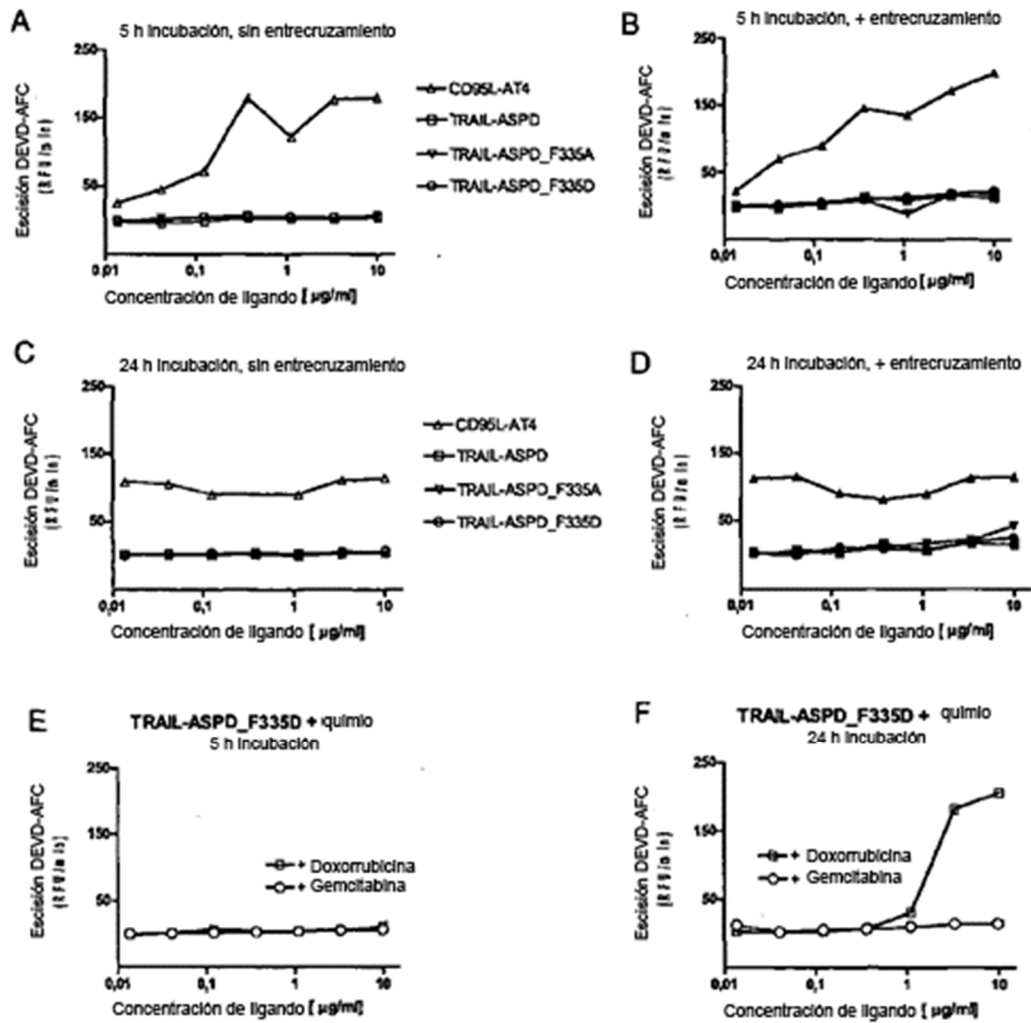 A
5 h Incubación, sin entrecruzamiento
250
150
50
Escisión DEVD-AFC
0,01
0,1
1
10
Concentración de ligando [ µg/ml]
CD95L-AT4
TRAIL-ASPD
TRAIL-ASPD_F335A
TRAIL-ASPD_F335D
B
5 h Incubación, + entrecruzamiento
250
150
50
Escisión DEVD-AFC
0,01
0,1
1
10
Concentración de ligando [ µg/ml]
C
24 h Incubación, sin entrecruzamiento
250
150
50
Escisión DEVD-AFC
0,01
0,1
1
10
Concentración de ligando [ µg/ml]
CD95L-AT4
TRAIL-ASPD
TRAIL-ASPD_F335A
TRAIL-ASPD_F335D
D
24 h Incubación, + entrecruzamiento
250
150
50
Escisión DEVD-AFC
0,01
0,1
1
10
Concentración de ligando [ µg/ml]
E
TRAIL-ASPD_F335D + quimio
5 h Incubación
250
150
50
Escisión DEVD-AFC
+ Doxorrubicina
+ Gemcitabina
0,01
0,1
1
10
Concentración de ligando [ µg/ml]
F
TRAIL-ASPD_F335D + quimio
24 h Incubación
250
150
50
Escisión DEVD-AFC
+ Doxorrubicina
+ Gemcitabina
0,01
0,1
1
10
Concentración de ligando [ µg/ml]